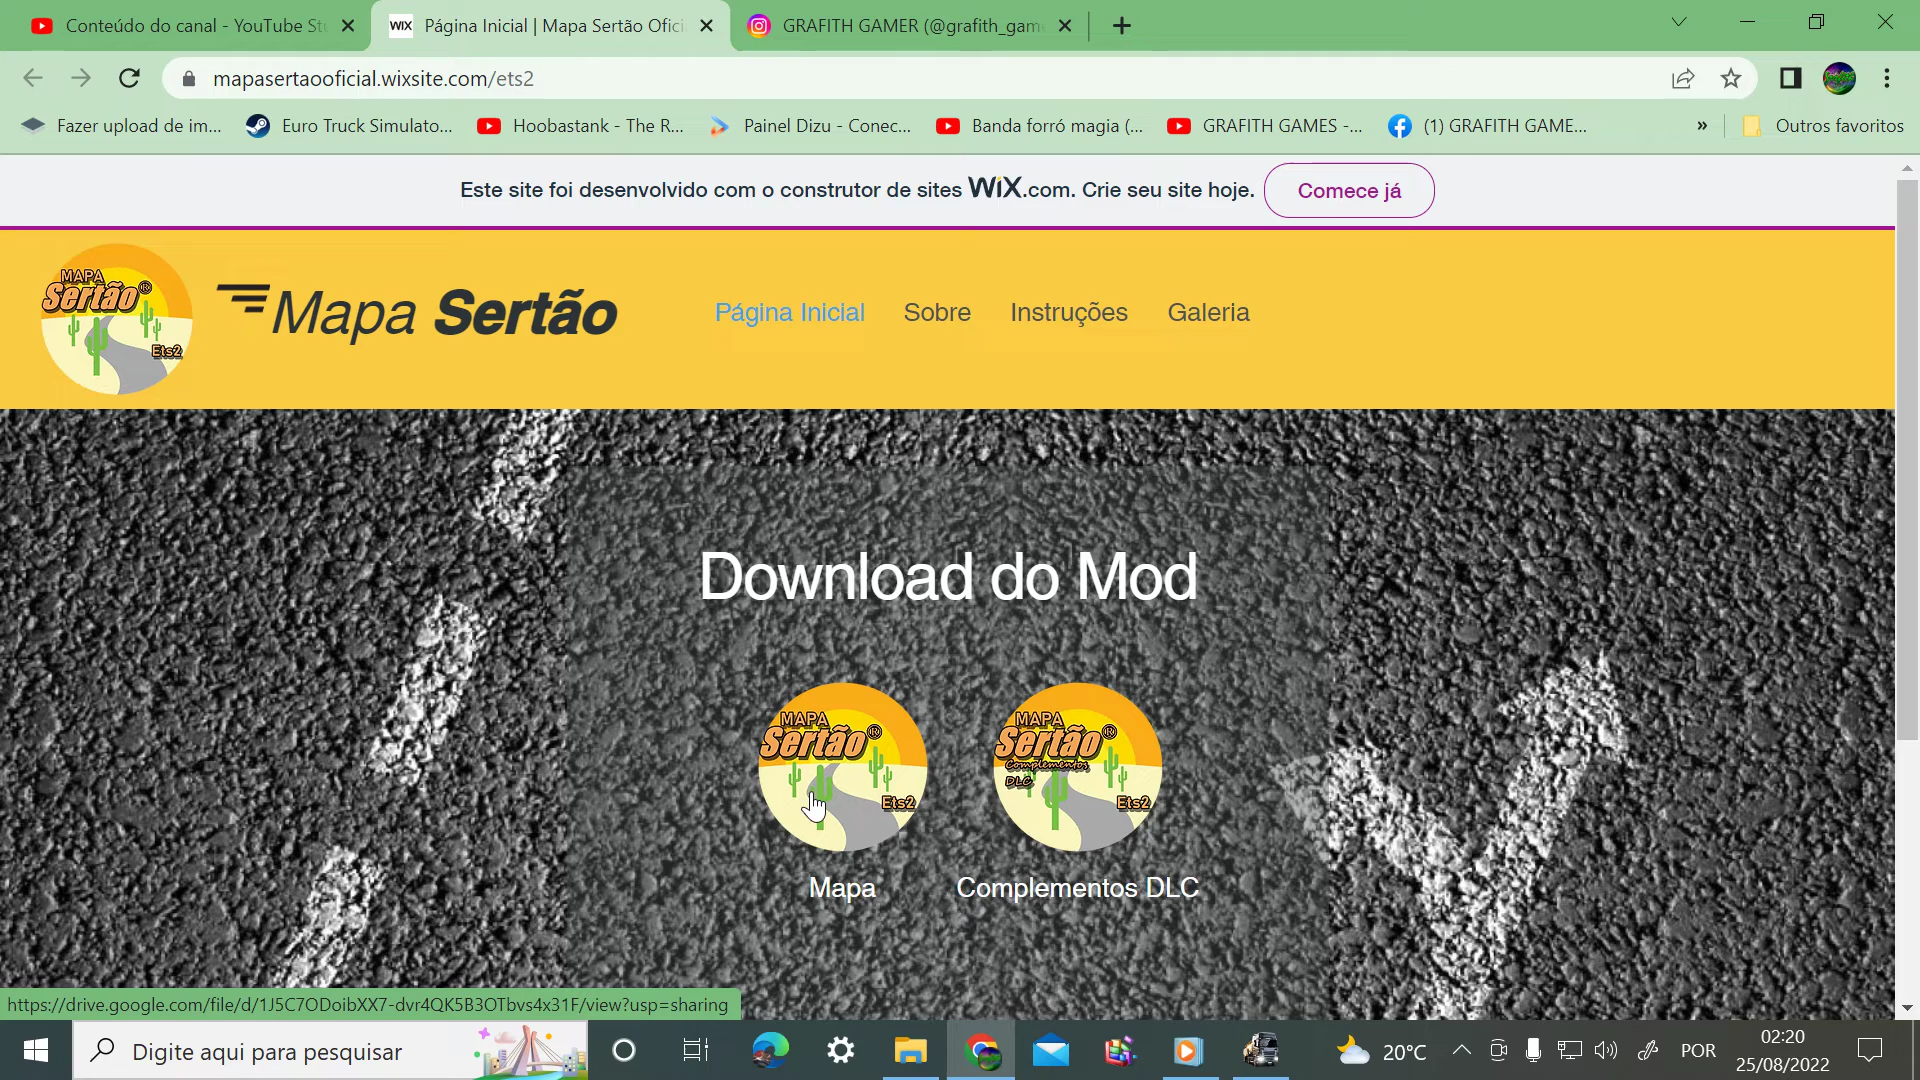 Conteúdo do canal - YouTube St
Página Inicial | Mapa Sertão Ofici
GRAFITH GAMER (@grafith_game
mapasertaooficial.wixsite.com/ets2
Fazer upload de im...
Euro Truck Simulato...
Hoobastank - The R...
Painel Dizu - Conec...
Banda forró magia (...
GRAFITH GAMES -...
(1) GRAFITH GAME...
»
Outros favoritos
Este site foi desenvolvido com o construtor de sites WiX.com. Crie seu site hoje.
Comece já
MAPA
Sertão®
Ets2
Mapa Sertão
Página Inicial
Sobre
Instruções
Galeria
Download do Mod
MAPA
Sertão®
Ets2
MAPA
Sertão®
Complementos
DLC
Ets2
Mapa
Complementos DLC
https://drive.google.com/file/d/1J5C7ODoibXX7-dvr4QK5B3OTbvs4x31F/view?usp=sharing
Digite aqui para pesquisar
20°C
POR
02:20
25/08/2022